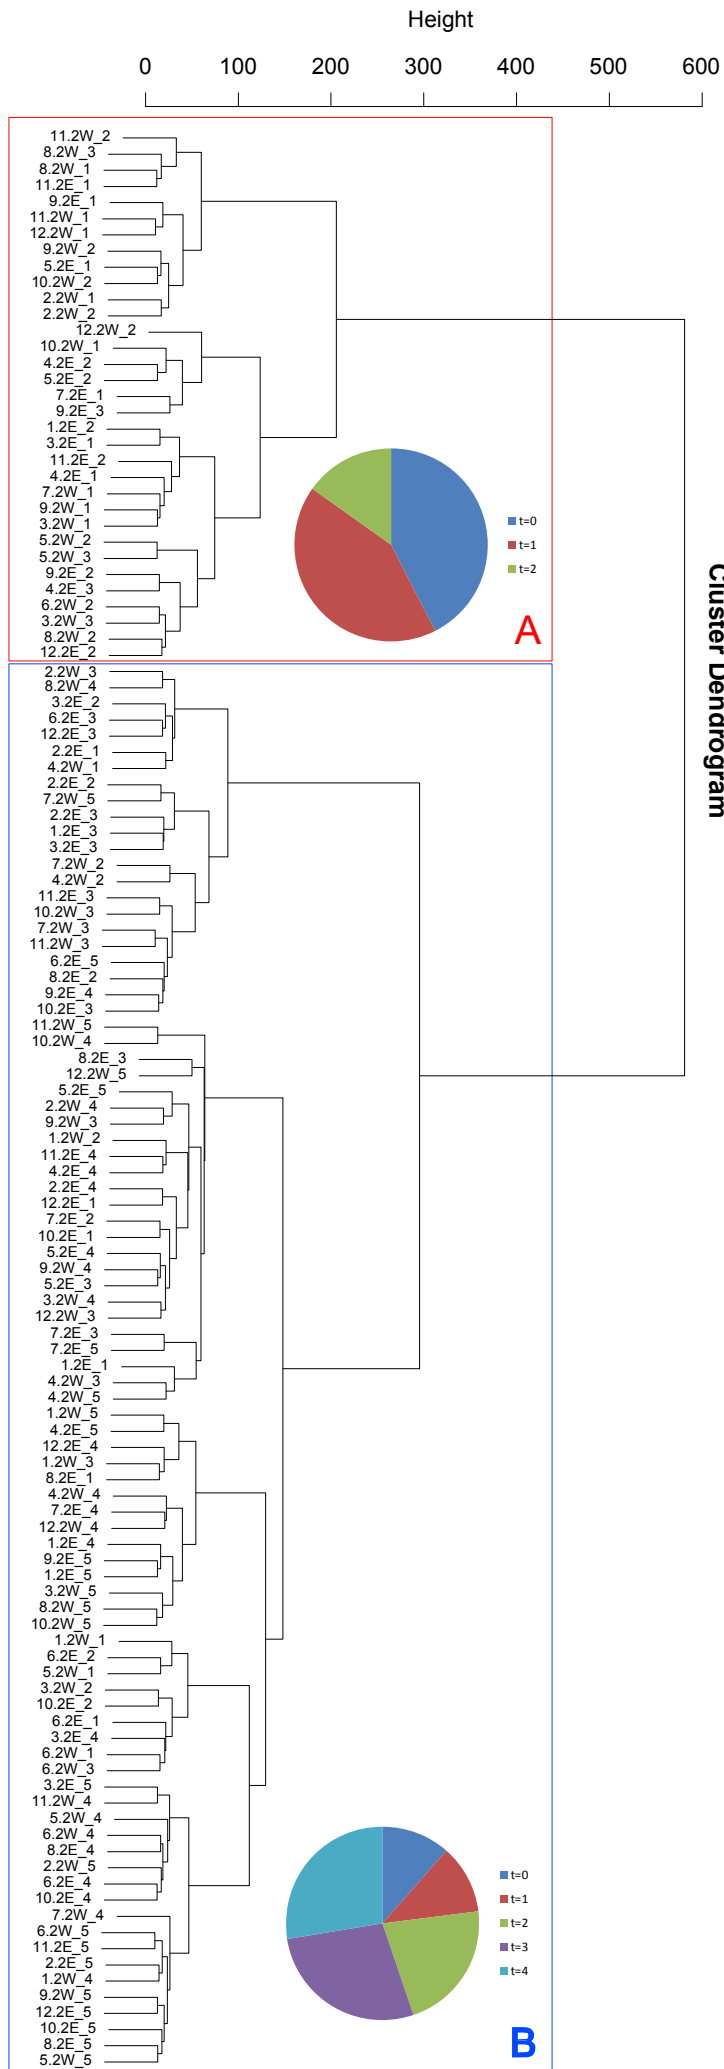 Height
0 100 200 300 400 500 600
11.2W_2
8.2W_3
8.2W_1
11.2E_1
9.2E_1
11.2W_1
12.2W_1
9.2W_2
5.2E_1
10.2W_2
2.2W_1
2.2W_2
12.2W_2
10.2W_1
4.2E_2
5.2E_2
7.2E_1
9.2E_3
1.2E_2
3.2E_1
11.2E_2
4.2E_1
7.2W_1
9.2W_1
3.2W_1
5.2W_2
5.2W_3
9.2E_2
4.2E_3
6.2W_2
3.2W_3
8.2W_2
12.2E_2
t=0
t=1
t=2
A
Cluster Dendrogram
2.2W_3
8.2W_4
3.2E_2
6.2E_3
12.2E_3
2.2E_1
4.2W_1
2.2E_2
7.2W_5
2.2E_3
1.2E_3
3.2E_3
7.2W_2
4.2W_2
11.2E_3
10.2W_3
7.2W_3
11.2W_3
6.2E_5
8.2E_2
9.2E_4
10.2E_3
11.2W_5
10.2W_4
8.2E_3
12.2W_5
5.2E_5
2.2W_4
9.2W_3
1.2W_2
11.2E_4
4.2E_4
2.2E_4
12.2E_1
7.2E_2
10.2E_1
5.2E_4
9.2W_4
5.2E_3
3.2W_4
12.2W_3
7.2E_3
7.2E_5
1.2E_1
4.2W_3
4.2W_5
1.2W_5
4.2E_5
12.2E_4
1.2W_3
8.2E_1
4.2W_4
7.2E_4
12.2W_4
1.2E_4
9.2E_5
1.2E_5
3.2W_5
8.2W_5
10.2W_5
1.2W_1
6.2E_2
5.2W_1
3.2W_2
10.2E_2
6.2E_1
3.2E_4
6.2W_1
6.2W_3
3.2E_5
11.2W_4
5.2W_4
6.2W_4
8.2E_4
2.2W_5
6.2E_4
10.2E_4
7.2W_4
6.2W_5
11.2E_5
2.2E_5
1.2W_4
9.2W_5
12.2E_5
10.2E_5
8.2E_5
5.2W_5
t=0
t=1
t=2
t=3
t=4
B